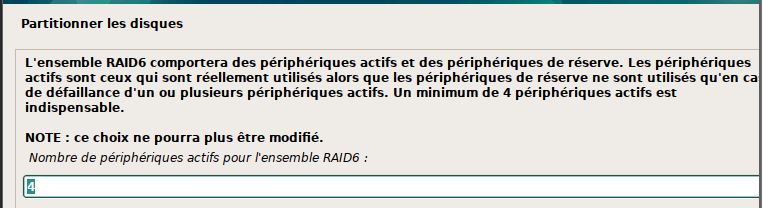 Partitionner les disques
L'ensemble RAID6 comportera des périphériques actifs et des périphériques de réserve. Les périphériques
actifs sont ceux qui sont réellement utilisés alors que les périphériques de réserve ne sont utilisés qu'en ca
de défaillance d'un ou plusieurs périphériques actifs. Un minimum de 4 périphériques actifs est
indispensable.
NOTE : ce choix ne pourra plus être modifié.
Nombre de périphériques actifs pour l'ensemble RAID6 :
4